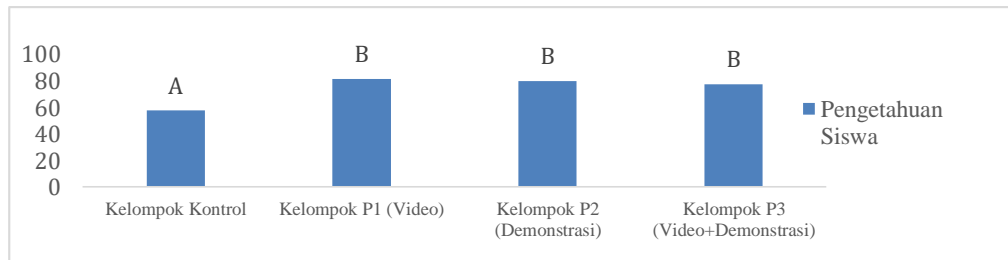 100
80
60
40
20
0
A
B
B
B
Pengetahuan
Siswa
Kelompok Kontrol
Kelompok P1 (Video)
Kelompok P2
(Demonstrasi)
Kelompok P3
(Video+Demonstrasi)